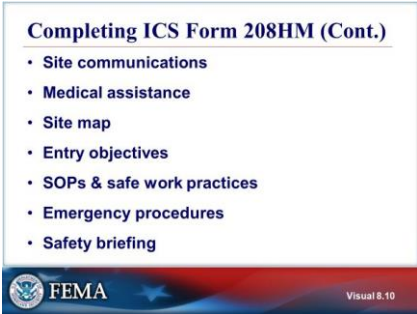 Completing ICS Form 208HM (Cont.)
• Site communications
• Medical assistance
• Site map
• Entry objectives
• SOPs & safe work practices
• Emergency procedures
• Safety briefing
FEMA
Visual 8.10